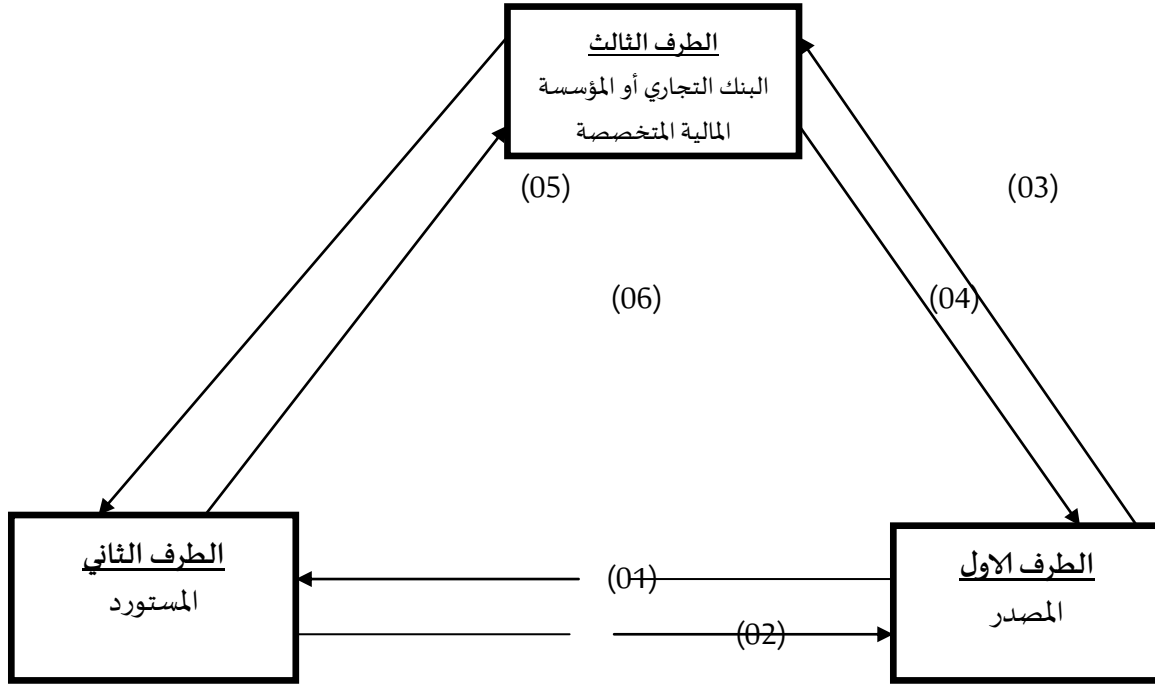 الطرف الثالث
البنك التجاري أو المؤسسة
المالية المتخصصة
(03)
(05)
(04)
(06)
الطرف الاول
المصدر
الطرف الثاني
المستورد
(01)
(02)